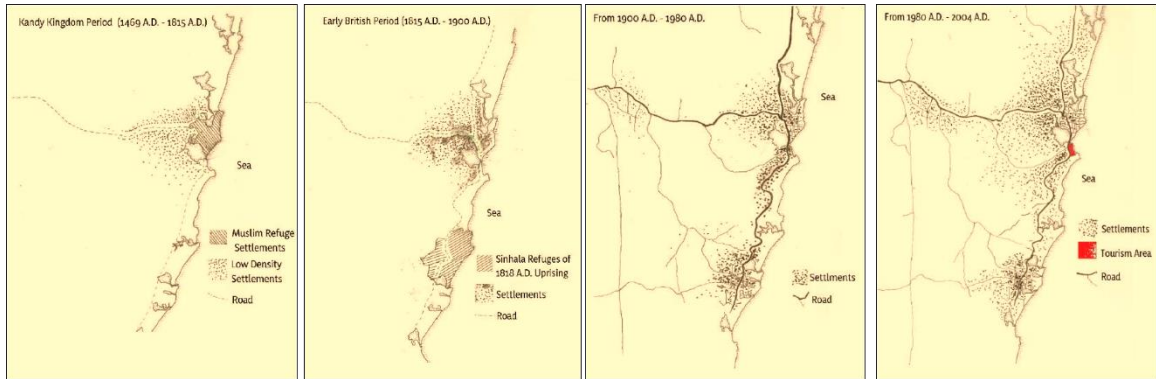 Kandy Kingdom Period (1469 A.D. - 1815 A.D.)
Sea
Muslim Refuge
Settlements
Low Density
Settlements
Road
Early British Period (1815 A.D. - 1900 A.D.)
Sea
Sinhala Refuges of
1818 A.D. Uprising
Settlements
Road
From 1900 A.D. - 1980 A.D.
Sea
Settlments
Road
From 1980 A.D. - 2004 A.D.
Sea
Settlements
Tourism Area
Road